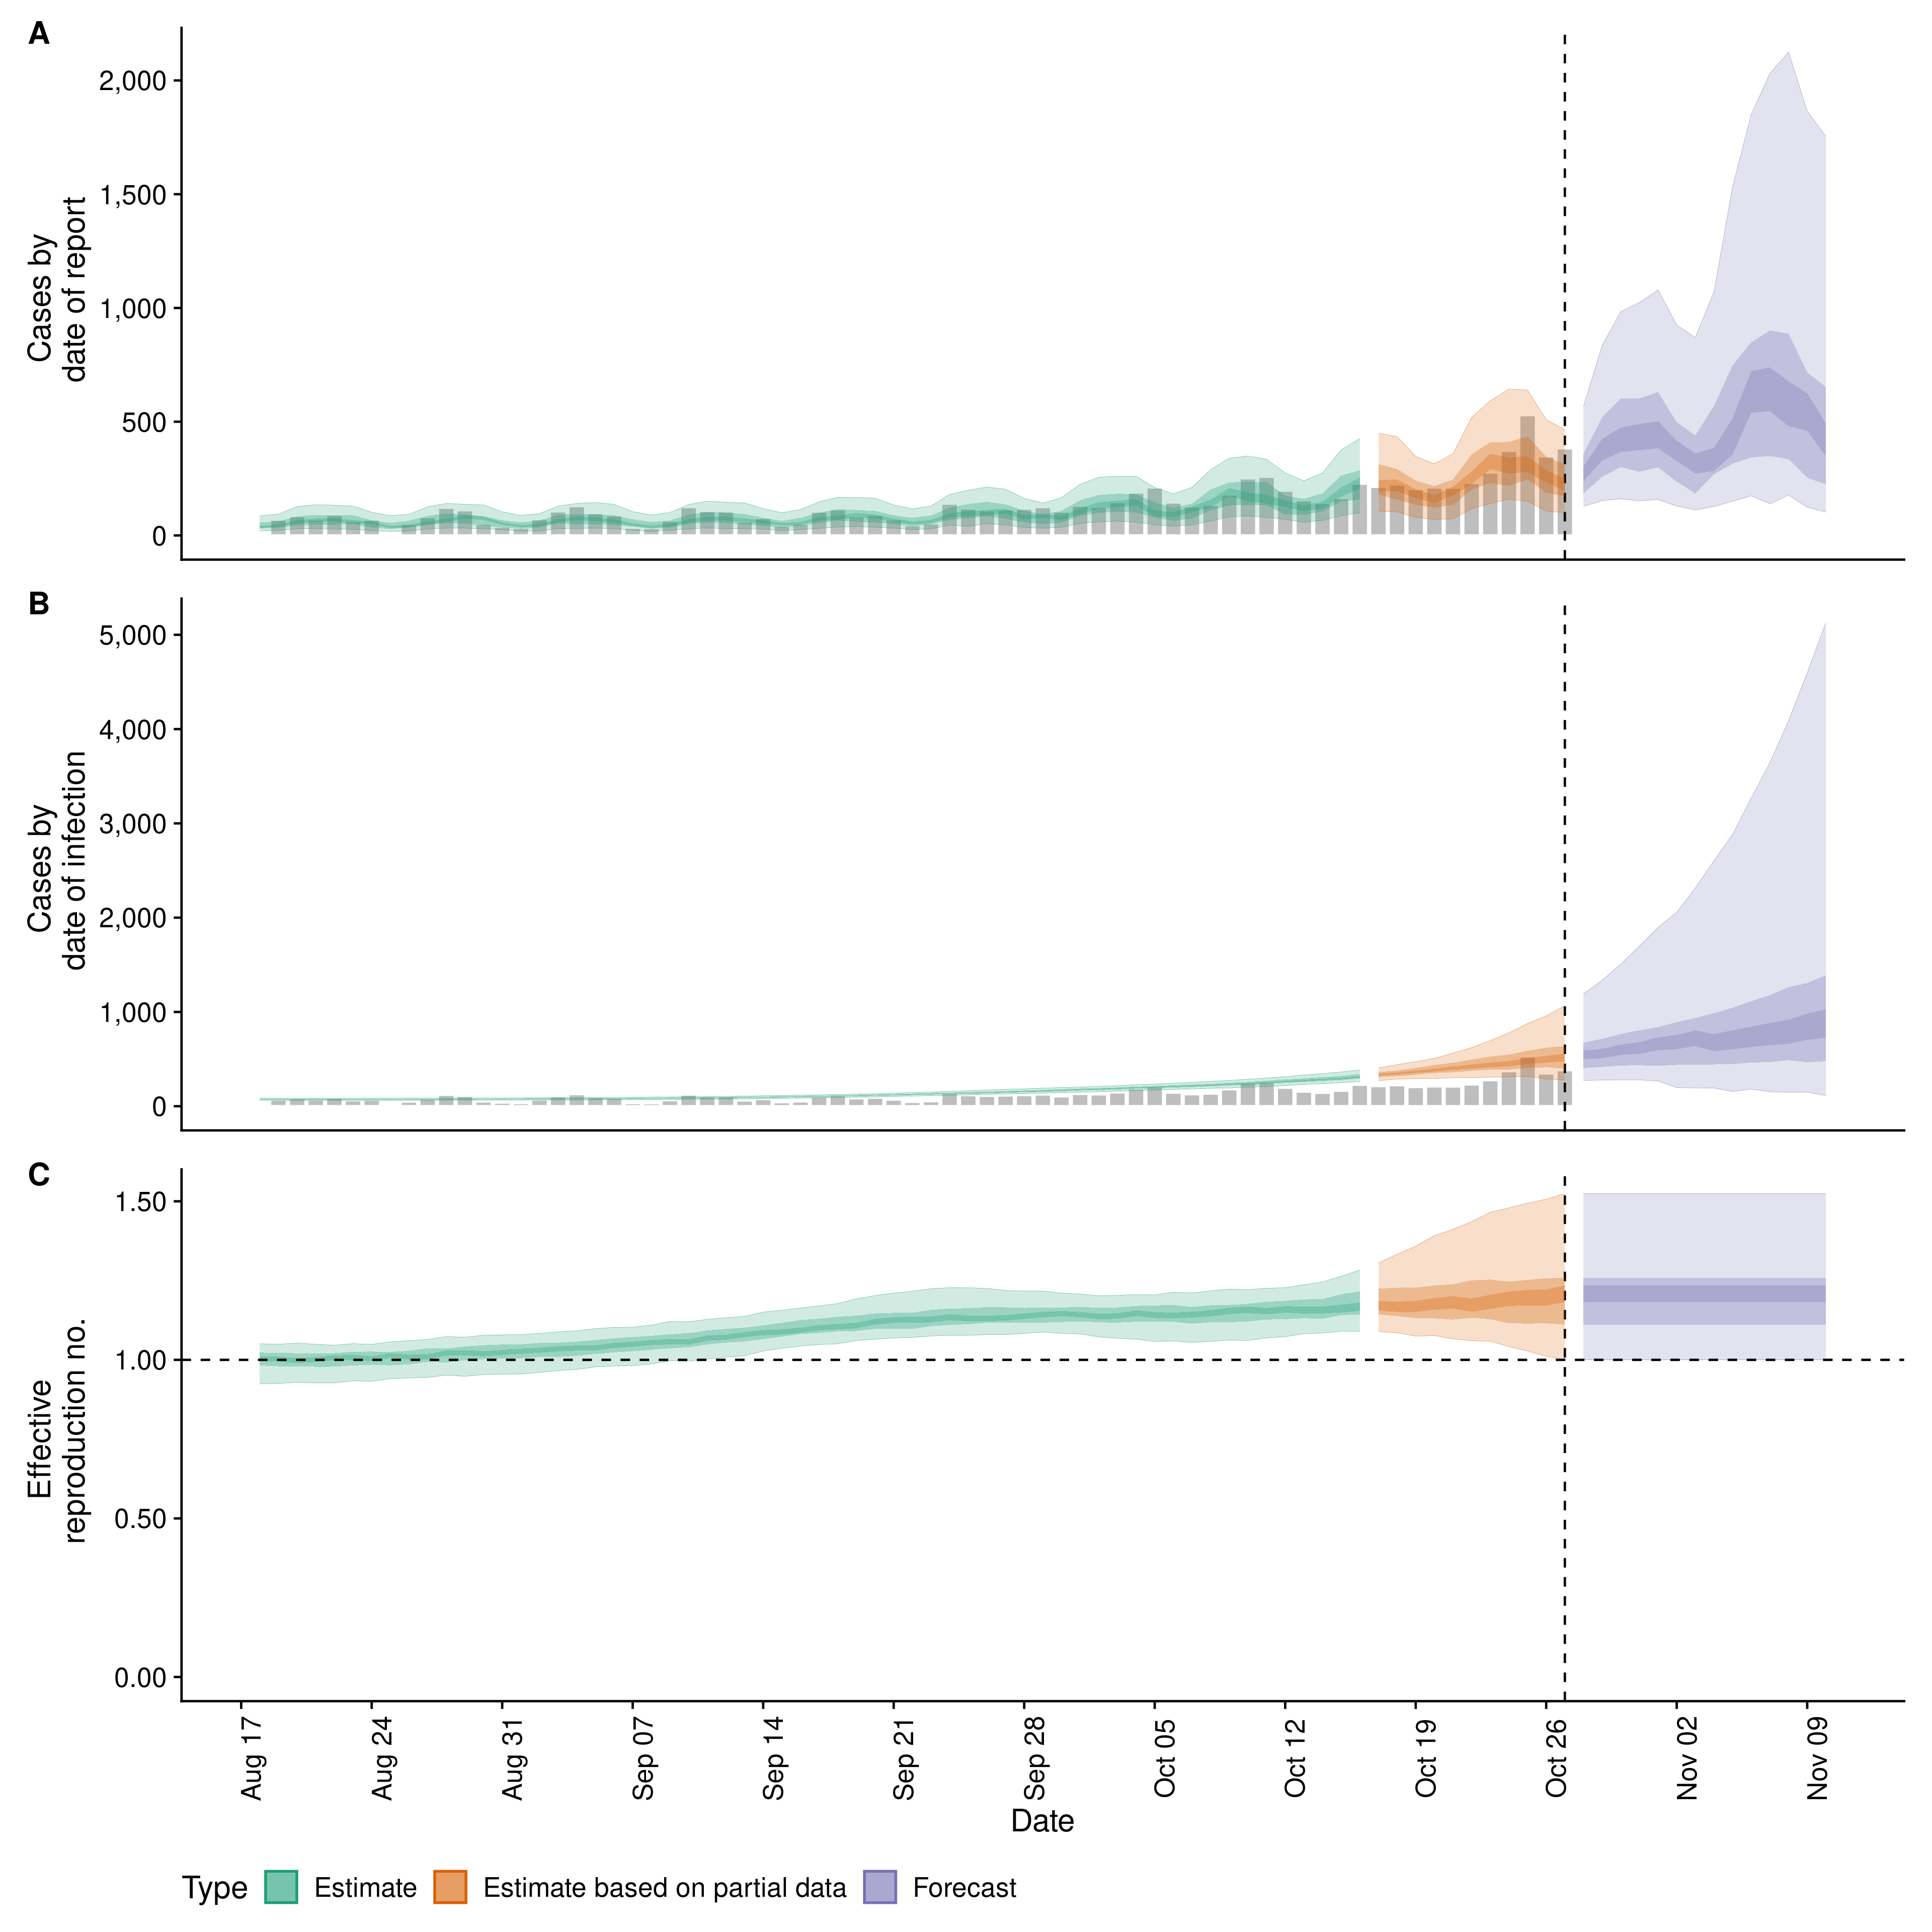 A
Cases by
date of report
2,000
1,500
1,000
500
0
B
Cases by
date of infection
5,000
4,000
3,000
2,000
1,000
0
C
Effective
reproduction no.
1.50
1.00
0.50
0.00
Aug 17
Aug 24
Aug 31
Sep 07
Sep 14
Sep 21
Sep 28
Oct 05
Oct 12
Oct 19
Oct 26
Nov 02
Nov 09
Date
Type Estimate Estimate based on partial data Forecast